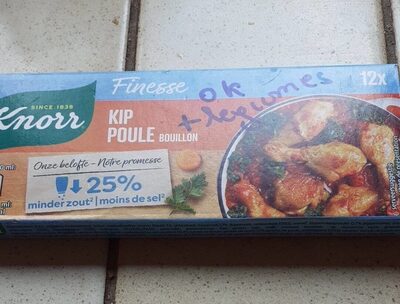 SINCE 1838
Knorr
Finesse
ok
+ legumes
12x
KIP
POULE BOUILLON
Onze belofte - Nôtre promesse
25%
minder zout² | moins de sel²